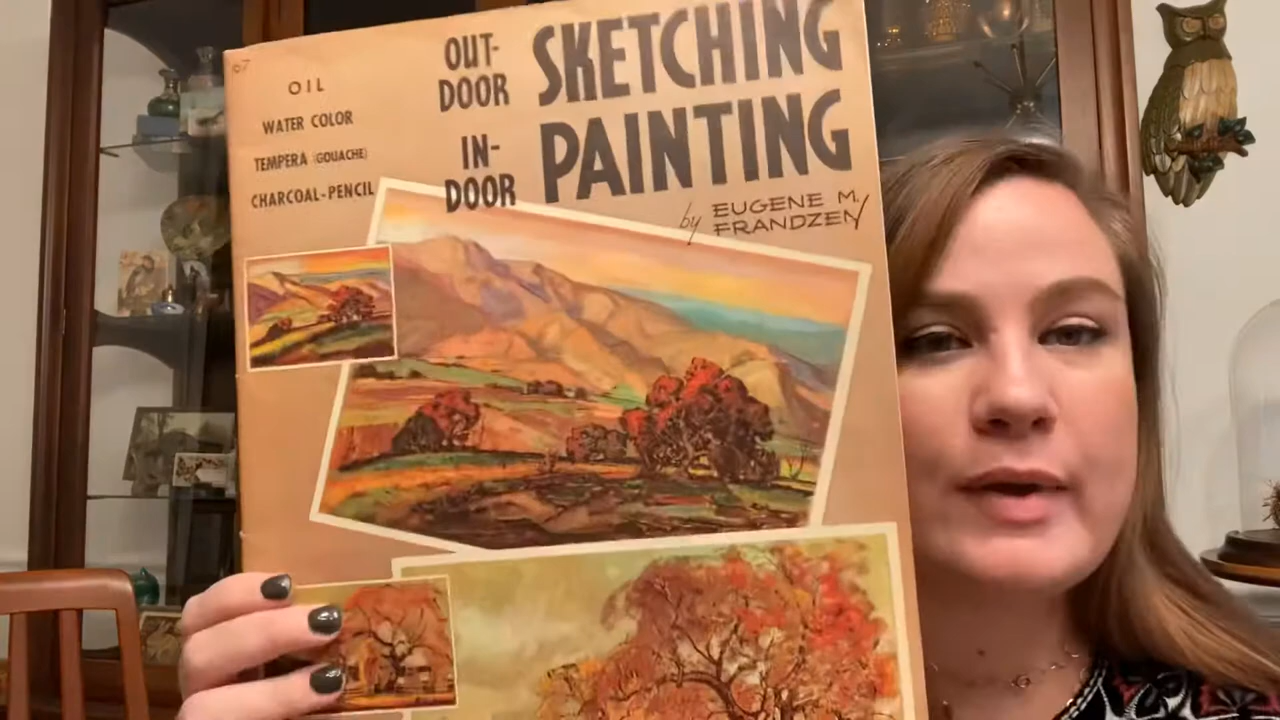 67
OIL
WATER COLOR
TEMPERA (GOUACHE)
CHARCOAL-PENCIL
OUT-
DOOR
SKETCHING
IN-
DOOR
PAINTING
by EUGENE M.
FRANDZEN